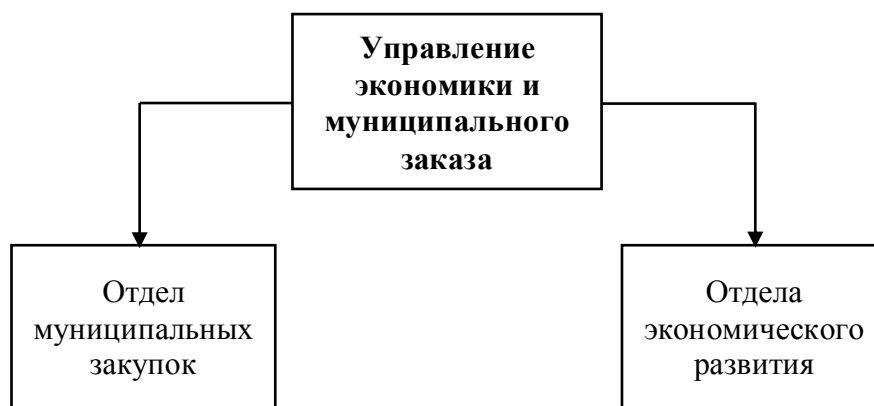 Управление
экономики и
муниципального
заказа
Отдел
муниципальных
закупок
Отдела
экономического
развития